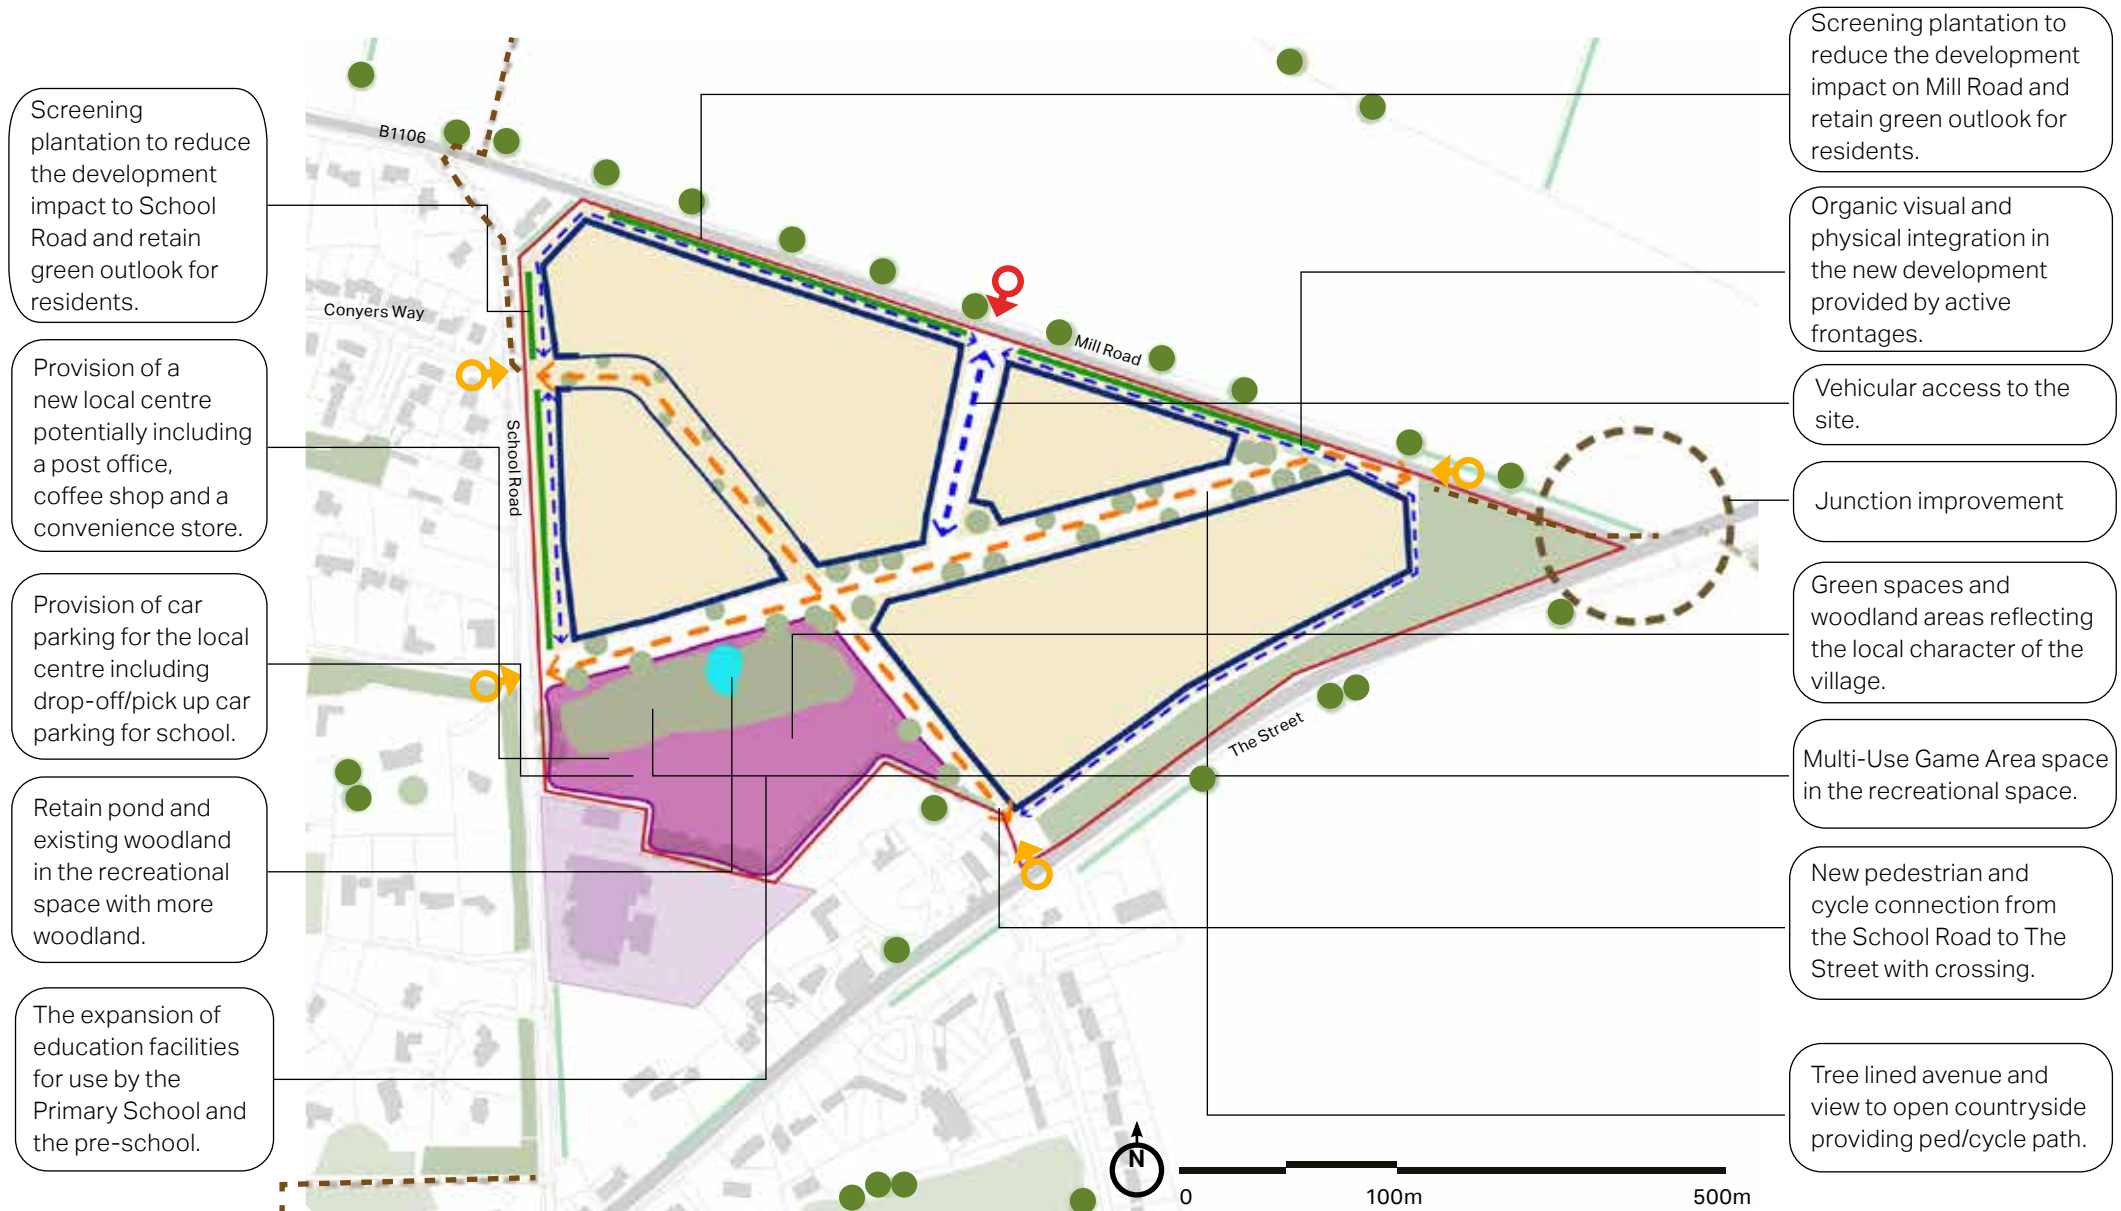 Screening
plantation to reduce
the development
impact to School
Road and retain
green outlook for
residents.
Provision of a
new local centre
potentially including
a post office,
coffee shop and a
convenience store.
Provision of car
parking for the local
centre including
drop-off/pick up car
parking for school.
Retain pond and
existing woodland
in the recreational
space with more
woodland.
The expansion of
education facilities
for use by the
Primary School and
the pre-school.
B1106
Conyers Way
School Road
Mill Road
The Street
N
0
100m
500m
Screening plantation to
reduce the development
impact on Mill Road and
retain green outlook for
residents.
Organic visual and
physical integration in
the new development
provided by active
frontages.
Vehicular access to the
site.
Junction improvement
Green spaces and
woodland areas reflecting
the local character of the
village.
Multi-Use Game Area space
in the recreational space.
New pedestrian and
cycle connection from
the School Road to The
Street with crossing.
Tree lined avenue and
view to open countryside
providing ped/cycle path.